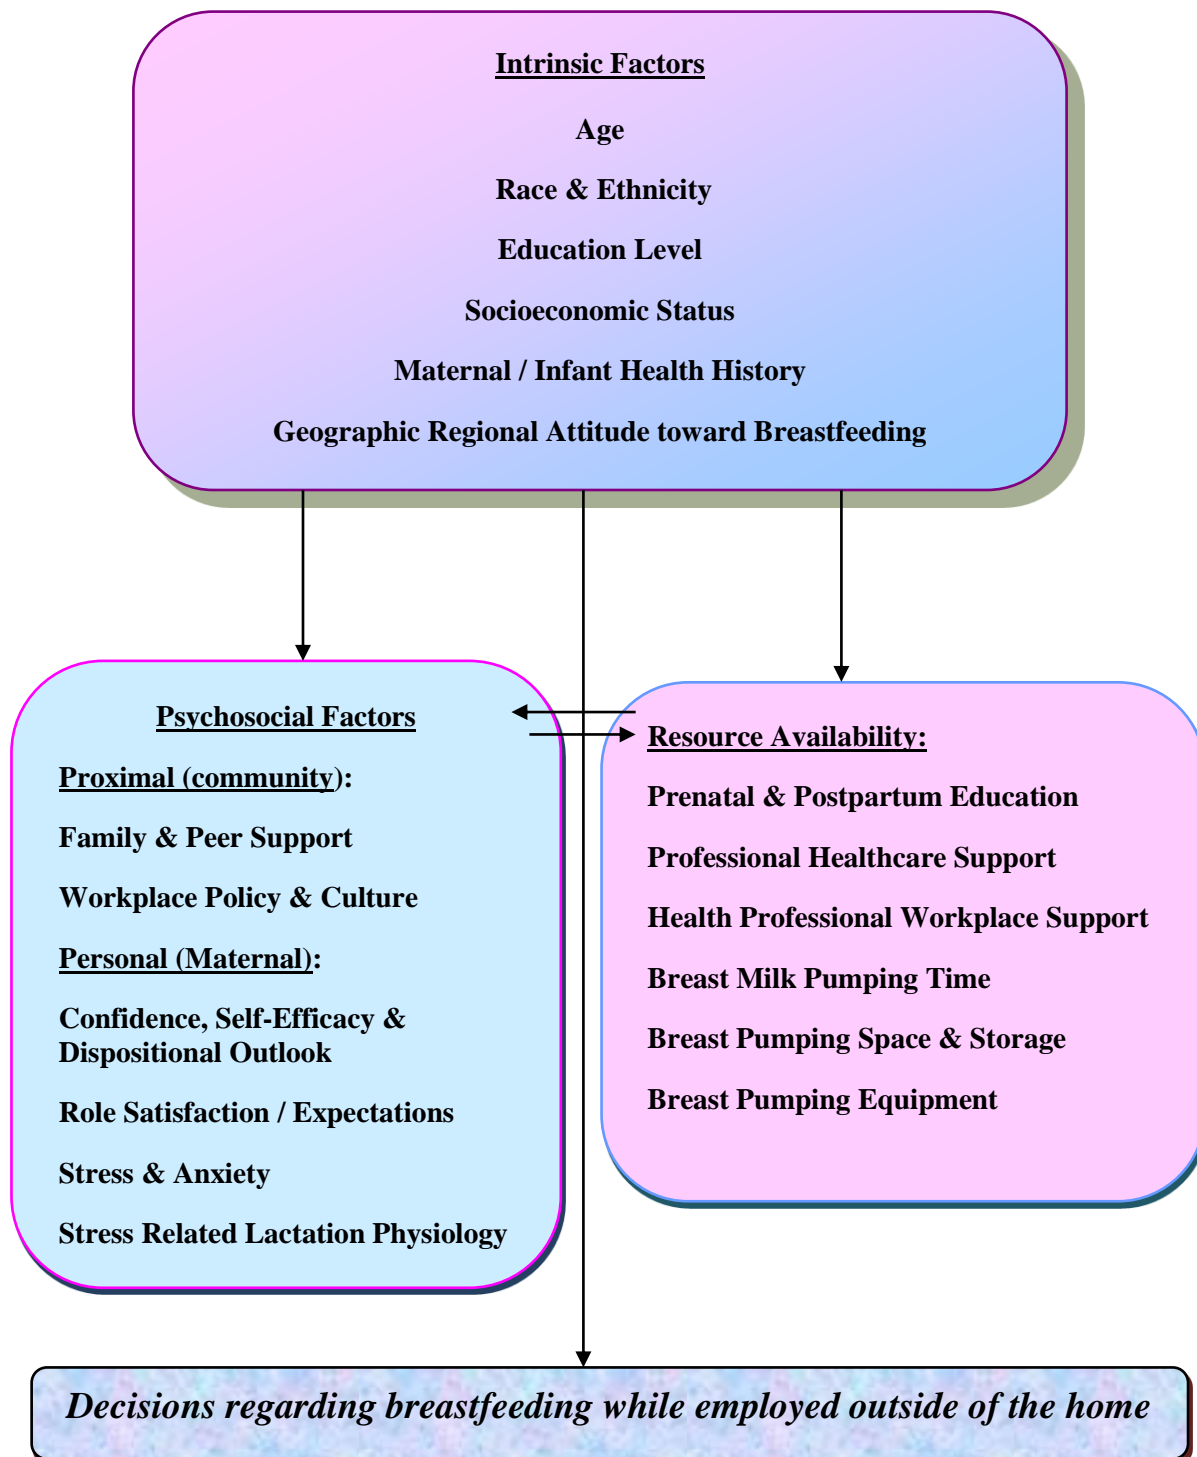 Intrinsic Factors
Age
Race & Ethnicity
Education Level
Socioeconomic Status
Maternal / Infant Health History
Geographic Regional Attitude toward Breastfeeding
Psychosocial Factors
Proximal (community):
Family & Peer Support
Workplace Policy & Culture
Personal (Maternal):
Confidence, Self-Efficacy &
Dispositional Outlook
Role Satisfaction / Expectations
Stress & Anxiety
Stress Related Lactation Physiology
Resource Availability:
Prenatal & Postpartum Education
Professional Healthcare Support
Health Professional Workplace Support
Breast Milk Pumping Time
Breast Pumping Space & Storage
Breast Pumping Equipment
Decisions regarding breastfeeding while employed outside of the home